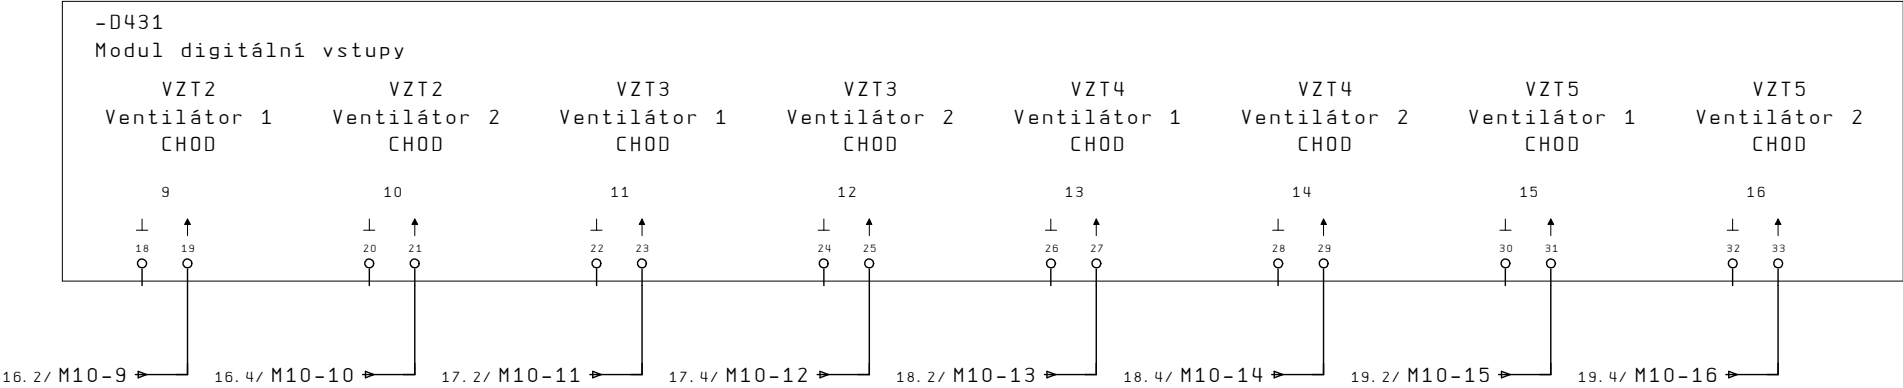 -D431
Modul digitální vstupy
VZT2 VZT2 VZT3 VZT3 VZT4 VZT4 VZT5 VZT5
Ventilátor 1 Ventilátor 2 Ventilátor 1 Ventilátor 2 Ventilátor 1 Ventilátor 2 Ventilátor 1 Ventilátor 2
CHOD CHOD CHOD CHOD CHOD CHOD CHOD CHOD
9 10 11 12 13 14 15 16
18 19 20 21 22 23 24 25 26 27 28 29 30 31 32 33
16.2/ M10-9 16.4/ M10-10 17.2/ M10-11 17.4/ M10-12 18.2/ M10-13 18.4/ M10-14 19.2/ M10-15 19.4/ M10-16